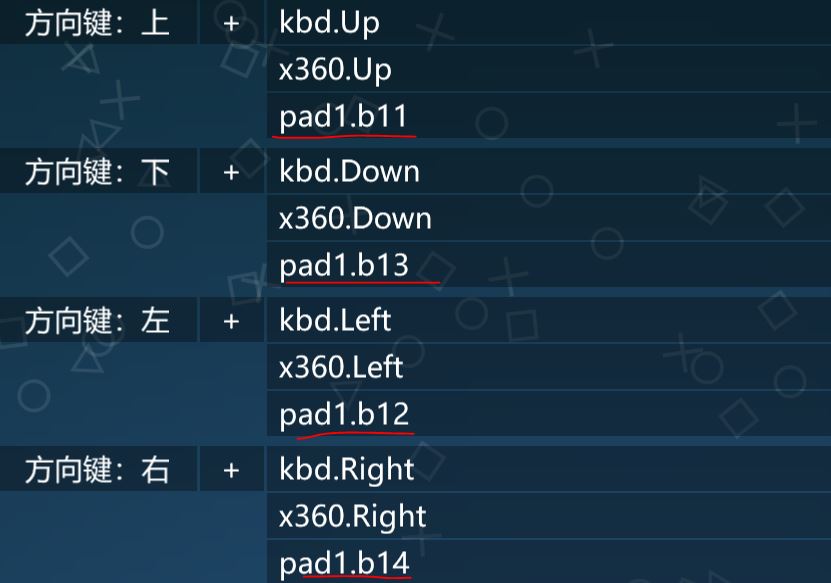 方向键：上 + kbd.Up
x360.Up
pad1.b11
方向键：下 + kbd.Down
x360.Down
pad1.b13
方向键：左 + kbd.Left
x360.Left
pad1.b12
方向键：右 + kbd.Right
x360.Right
pad1.b14